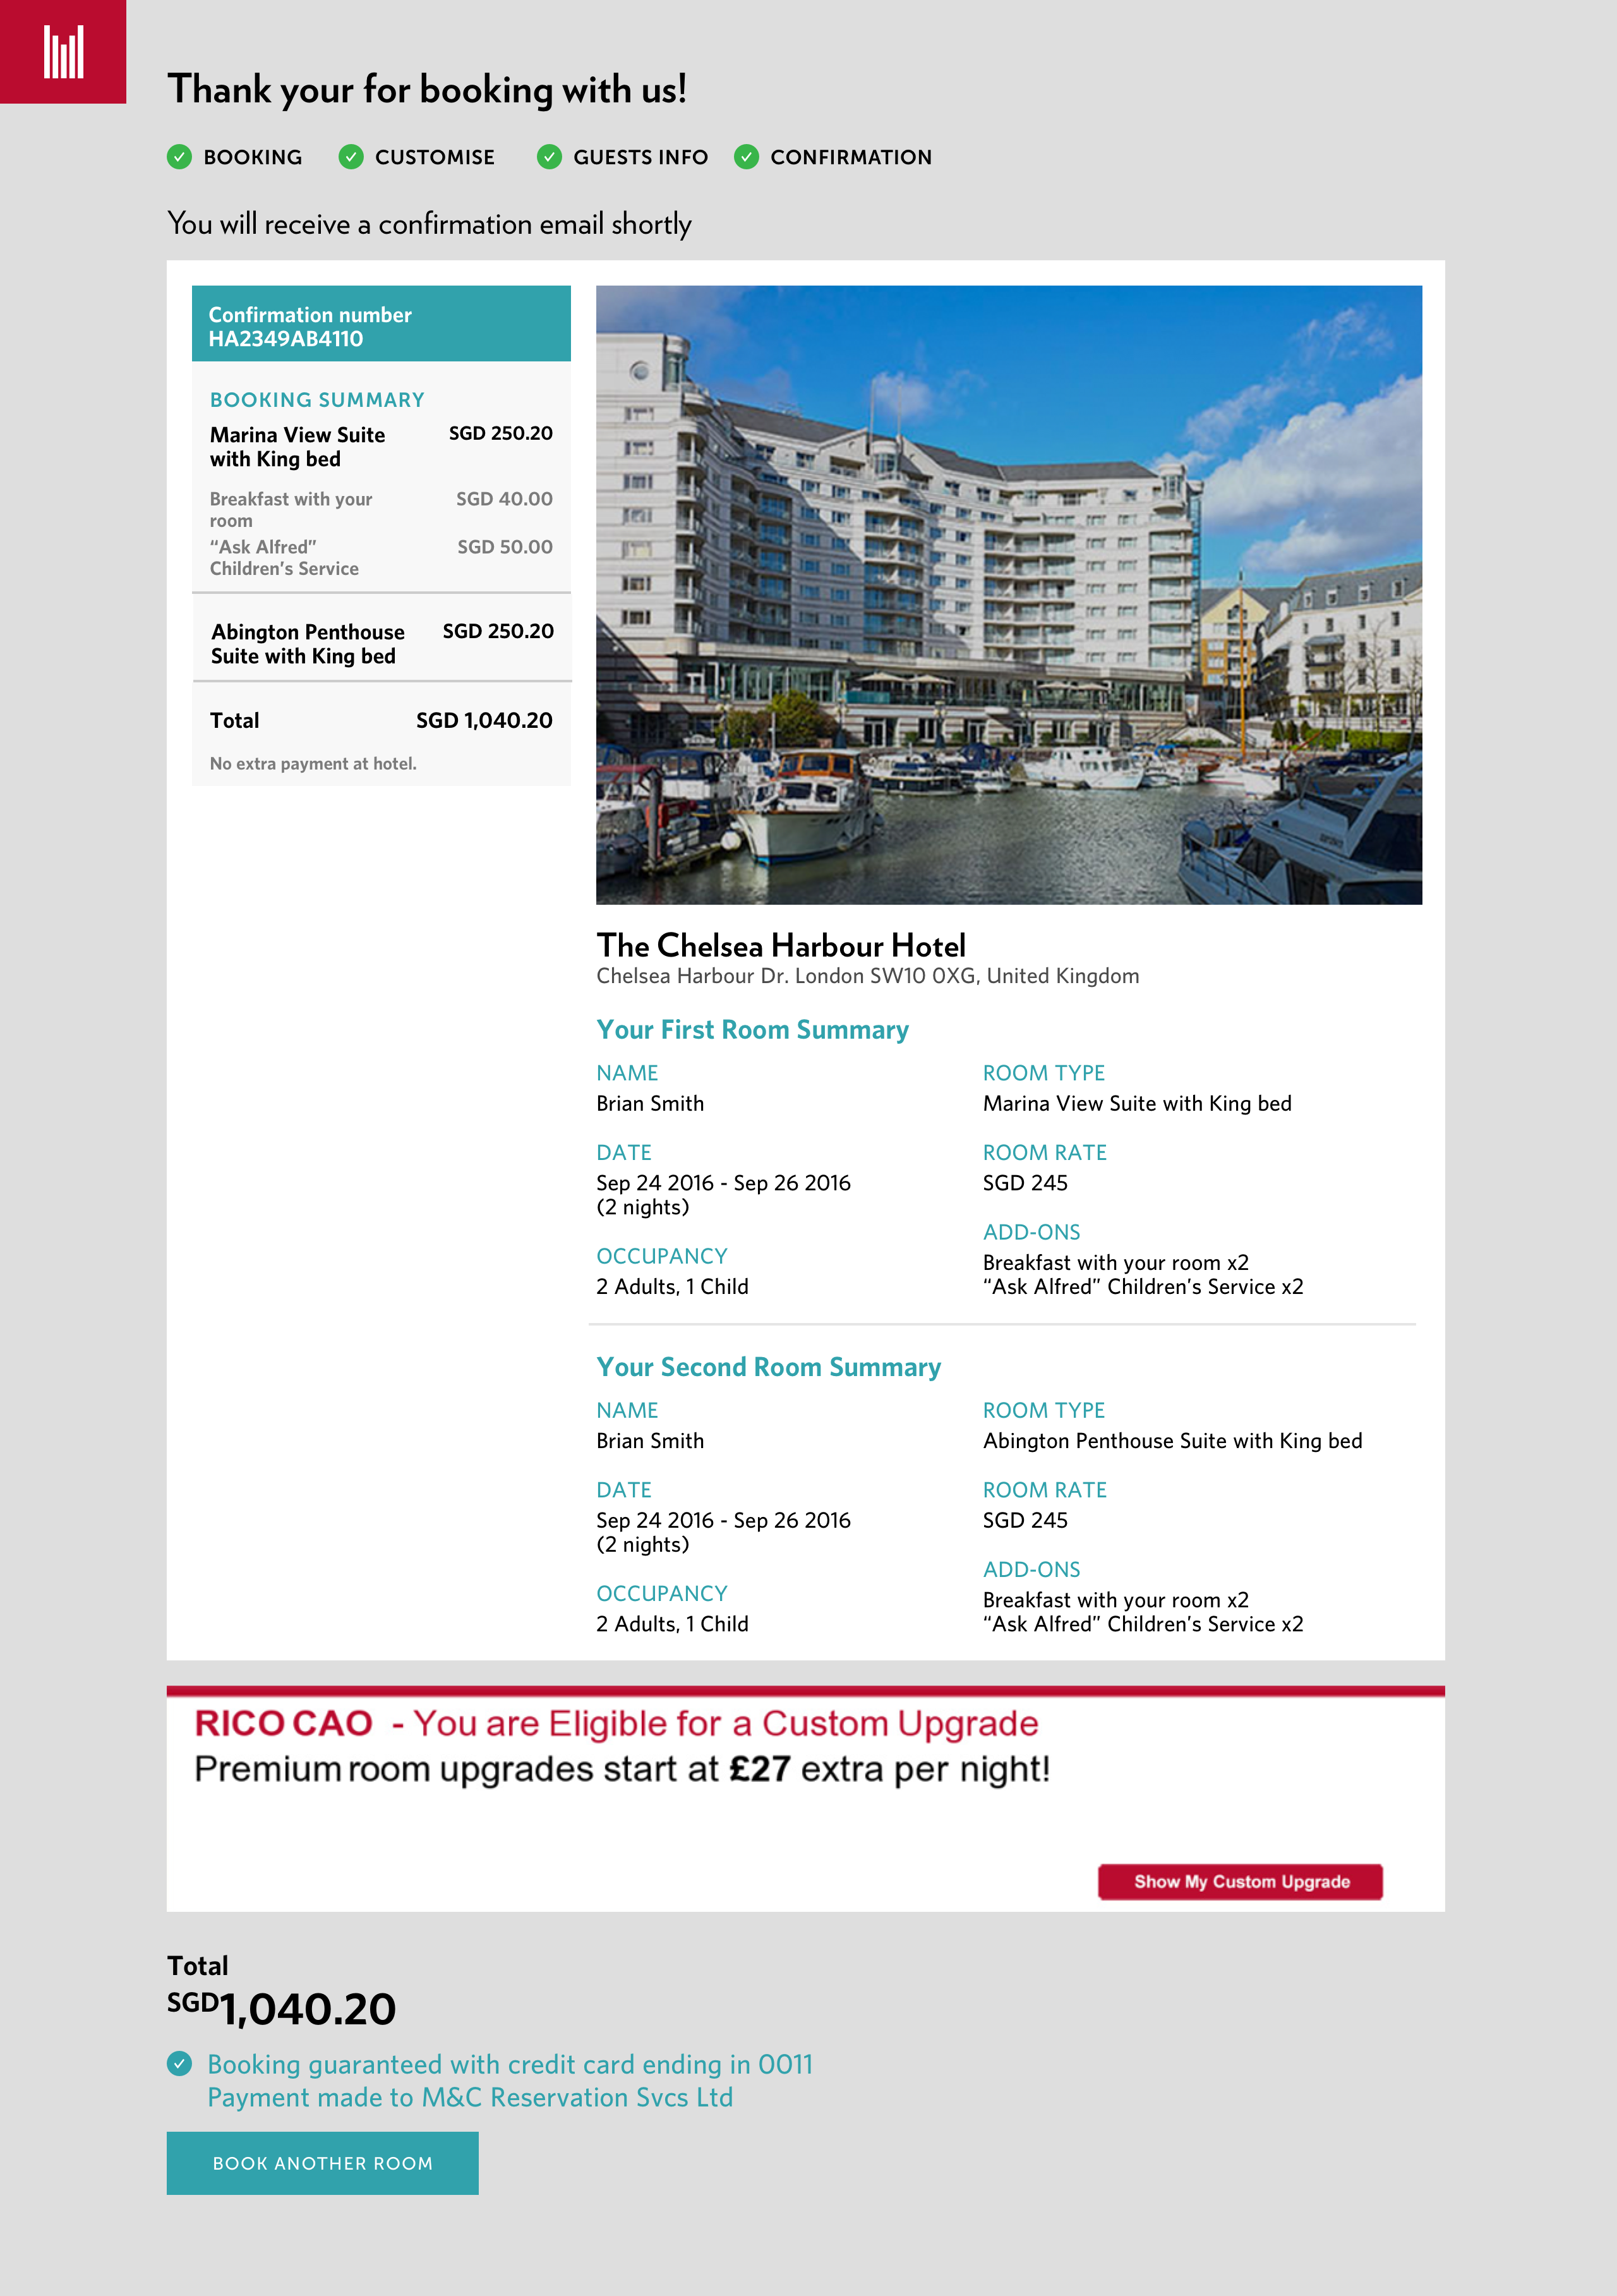 Thank your for booking with us!
BOOKING CUSTOMISE GUESTS INFO CONFIRMATION
You will receive a confirmation email shortly
Confirmation number
HA2349AB4110
BOOKING SUMMARY
Marina View Suite SGD 250.20
with King bed
Breakfast with your SGD 40.00
room
“Ask Alfred” SGD 50.00
Children’s Service
Abington Penthouse SGD 250.20
Suite with King bed
Total SGD 1,040.20
No extra payment at hotel.
The Chelsea Harbour Hotel
Chelsea Harbour Dr. London SW10 0XG, United Kingdom
Your First Room Summary
NAME
Brian Smith
DATE
Sep 24 2016 - Sep 26 2016
(2 nights)
OCCUPANCY
2 Adults, 1 Child
ROOM TYPE
Marina View Suite with King bed
ROOM RATE
SGD 245
ADD-ONS
Breakfast with your room x2
“Ask Alfred” Children’s Service x2
Your Second Room Summary
NAME
Brian Smith
DATE
Sep 24 2016 - Sep 26 2016
(2 nights)
OCCUPANCY
2 Adults, 1 Child
ROOM TYPE
Abington Penthouse Suite with King bed
ROOM RATE
SGD 245
ADD-ONS
Breakfast with your room x2
“Ask Alfred” Children’s Service x2
RICO CAO - You are Eligible for a Custom Upgrade
Premium room upgrades start at £27 extra per night!
Show My Custom Upgrade
Total
SGD1,040.20
Booking guaranteed with credit card ending in 0011
Payment made to M&C Reservation Svcs Ltd
BOOK ANOTHER ROOM